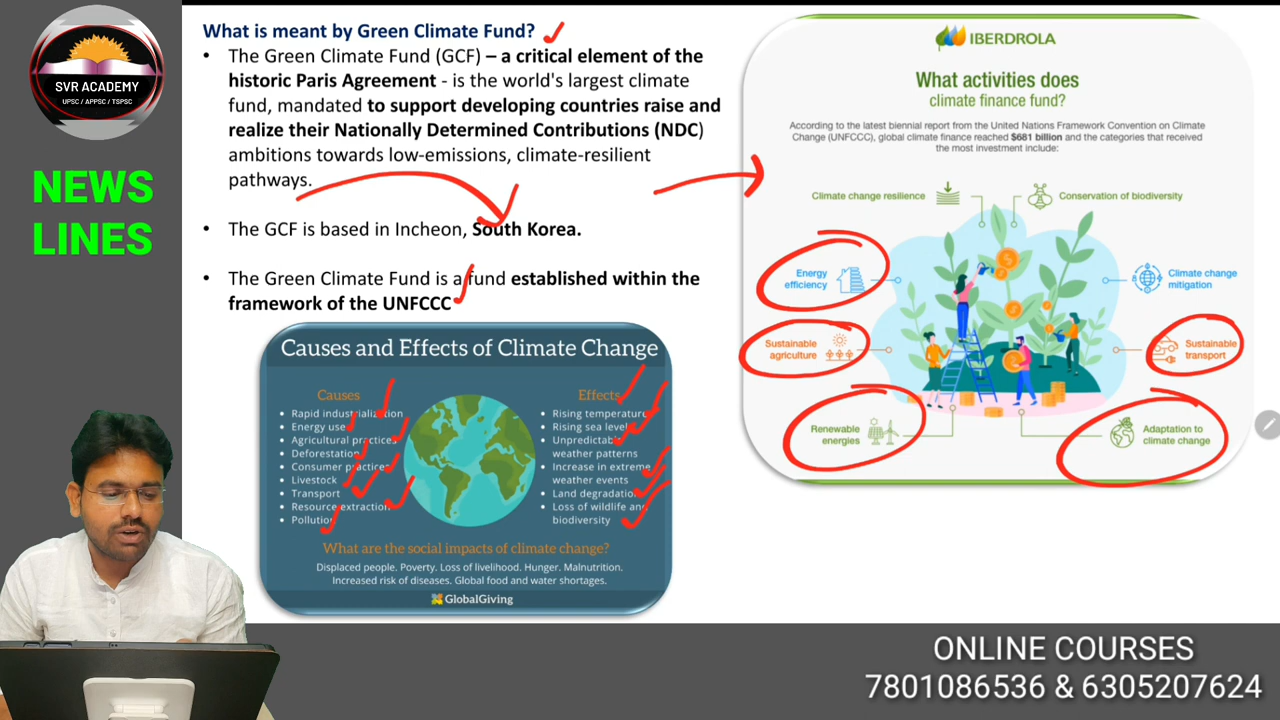 SVR ACADEMY
UPSC / APPSC / TSPSC
NEWS
LINES
What is meant by Green Climate Fund?
• The Green Climate Fund (GCF) – a critical element of the
historic Paris Agreement - is the world's largest climate
fund, mandated to support developing countries raise and
realize their Nationally Determined Contributions (NDC)
ambitions towards low-emissions, climate-resilient
pathways.
• The GCF is based in Incheon, South Korea.
• The Green Climate Fund is a fund established within the
framework of the UNFCCC
Causes and Effects of Climate Change
Causes
• Rapid industrialization
• Energy use
• Agricultural practices
• Deforestation
• Consumer practices
• Livestock
• Transport
• Resource extraction
• Pollution
Effects
• Rising temperature
• Rising sea level
• Unpredictable
weather patterns
• Increase in extreme
weather events
• Land degradation
• Loss of wildlife and
biodiversity
What are the social impacts of climate change?
Displaced people. Poverty. Loss of livelihood. Hunger. Malnutrition.
Increased risk of diseases. Global food and water shortages.
GlobalGiving
IBERDROLA
What activities does
climate finance fund?
According to the latest biennial report from the United Nations Framework Convention on Climate
Change (UNFCCC), global climate finance reached $681 billion and the categories that received
the most investment include:
Climate change resilience
Conservation of biodiversity
Energy
efficiency
Climate change
mitigation
Sustainable
agriculture
Sustainable
transport
Renewable
energies
Adaptation to
climate change
ONLINE COURSES
7801086536 & 6305207624